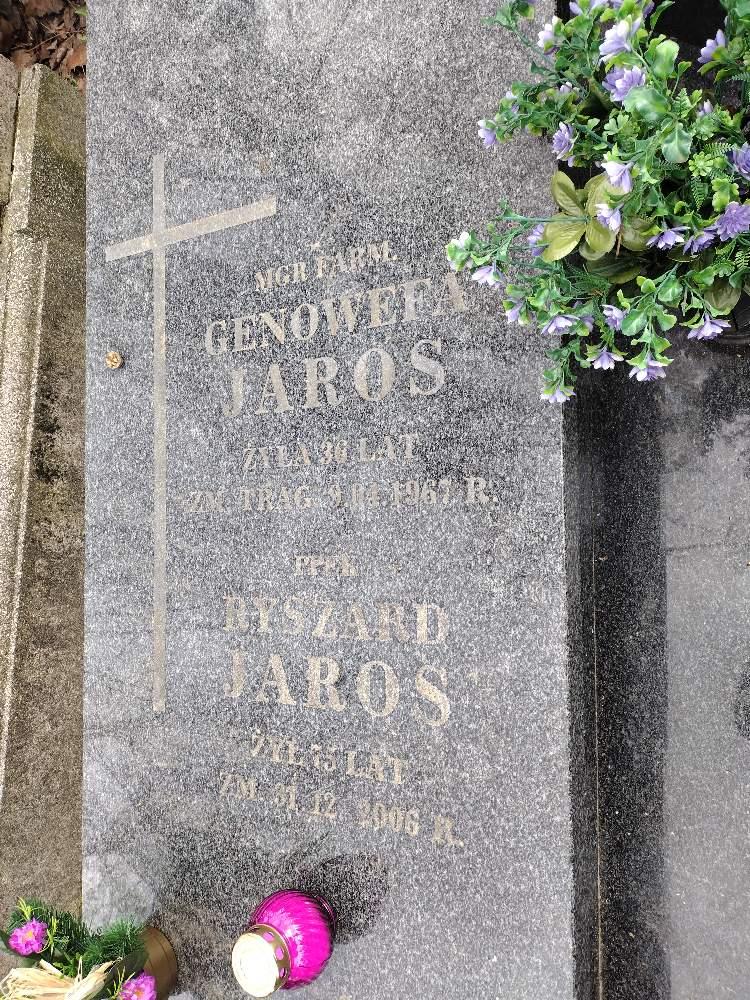 MGR FARM.
GENOWEFA
JAROS
ŻYŁA 36 LAT
ZM. TRAG. 9.04.1967 R.
PPŁK
RYSZARD
JAROS
ŻYŁ 75 LAT
ZM. 31.12 2006 R.